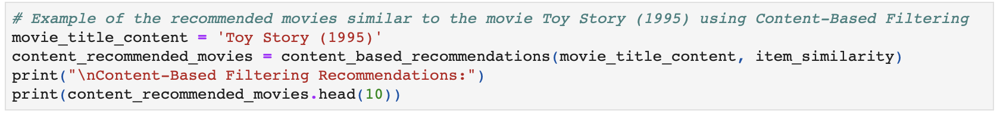 # Example of the recommended movies similar to the movie Toy Story (1995) using Content-Based Filtering
movie_title_content = 'Toy Story (1995)'
content_recommended_movies = content_based_recommendations(movie_title_content, item_similarity)
print("\nContent-Based Filtering Recommendations:")
print(content_recommended_movies.head(10))